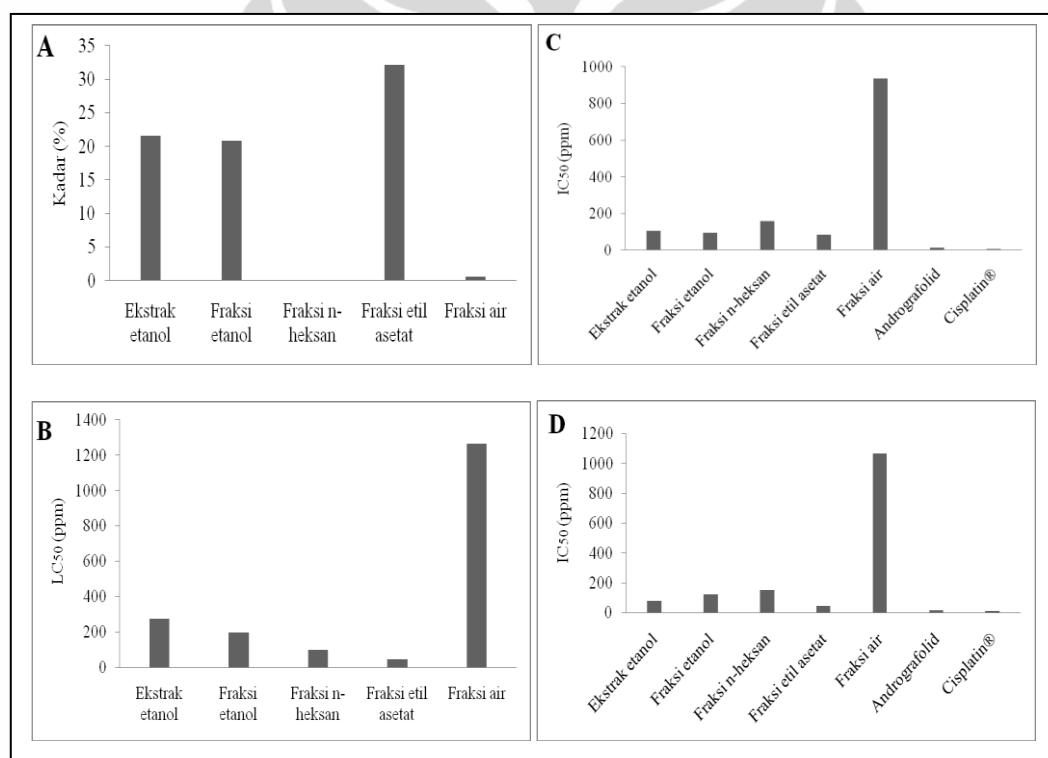 A
Kadar (%)
35
30
25
20
15
10
5
0
Ekstrak
etanol
Fraksi
etanol
Fraksi n-
heksan
Fraksi etil
asetat
Fraksi air
C
IC50 (ppm)
1000
800
600
400
200
0
Ekstrak etanol
Fraksi etanol
Fraksi n-heksan
Fraksi etil asetat
Fraksi air
Andrografolid
Cisplatin®
B
LC50 (ppm)
1400
1200
1000
800
600
400
200
0
Ekstrak
etanol
Fraksi
etanol
Fraksi n-
heksan
Fraksi etil
asetat
Fraksi air
D
IC50 (ppm)
1200
1000
800
600
400
200
0
Ekstrak etanol
Fraksi etanol
Fraksi n-heksan
Fraksi etil asetat
Fraksi air
Andrografolid
Cisplatin®